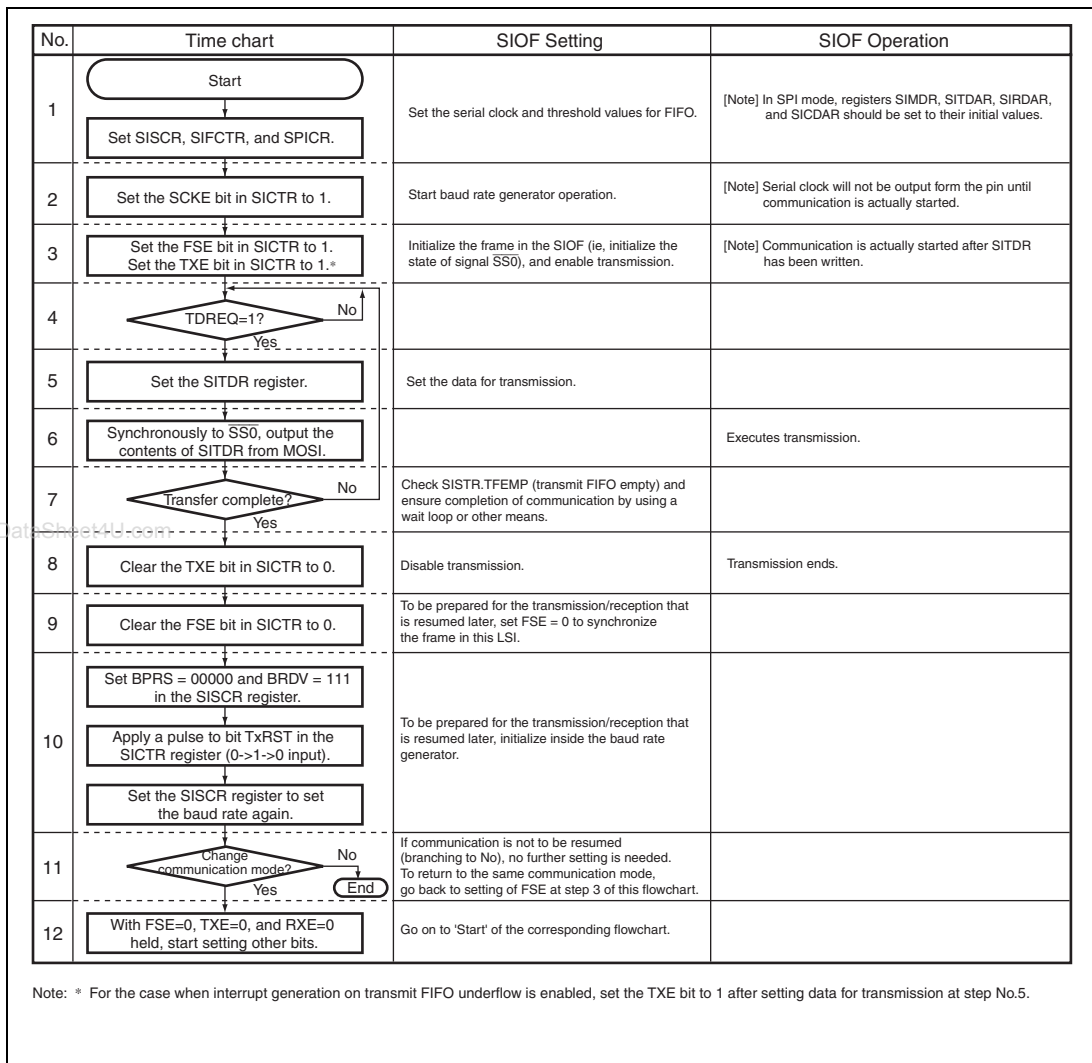 No.
Time chart
SIOF Setting
SIOF Operation
1
Start
Set SISCR, SIFCTR, and SPICR.
Set the serial clock and threshold values for FIFO.
[Note] In SPI mode, registers SIMDR, SITDAR, SIRDAR,
and SICDAR should be set to their initial values.
2
Set the SCKE bit in SICTR to 1.
Start baud rate generator operation.
[Note] Serial clock will not be output form the pin until
communication is actually started.
3
Set the FSE bit in SICTR to 1.
Set the TXE bit in SICTR to 1.*
Initialize the frame in the SIOF (ie, initialize the
state of signal SS0), and enable transmission.
[Note] Communication is actually started after SITDR
has been written.
4
TDREQ=1?
No
Yes
5
Set the SITDR register.
Set the data for transmission.
6
Synchronously to SS0, output the
contents of SITDR from MOSI.
Executes transmission.
7
Transfer complete?
No
Yes
Check SISTR.TFEMP (transmit FIFO empty) and
ensure completion of communication by using a
wait loop or other means.
DataSheet4U.com
8
Clear the TXE bit in SICTR to 0.
Disable transmission.
Transmission ends.
9
Clear the FSE bit in SICTR to 0.
To be prepared for the transmission/reception that
is resumed later, set FSE = 0 to synchronize
the frame in this LSI.
10
Set BPRS = 00000 and BRDV = 111
in the SISCR register.
Apply a pulse to bit TxRST in the
SICTR register (0->1->0 input).
Set the SISCR register to set
the baud rate again.
To be prepared for the transmission/reception that
is resumed later, initialize inside the baud rate
generator.
11
Change
communication mode?
No
Yes
End
If communication is not to be resumed
(branching to No), no further setting is needed.
To return to the same communication mode,
go back to setting of FSE at step 3 of this flowchart.
12
With FSE=0, TXE=0, and RXE=0
held, start setting other bits.
Go on to 'Start' of the corresponding flowchart.
Note: * For the case when interrupt generation on transmit FIFO underflow is enabled, set the TXE bit to 1 after setting data for transmission at step No.5.